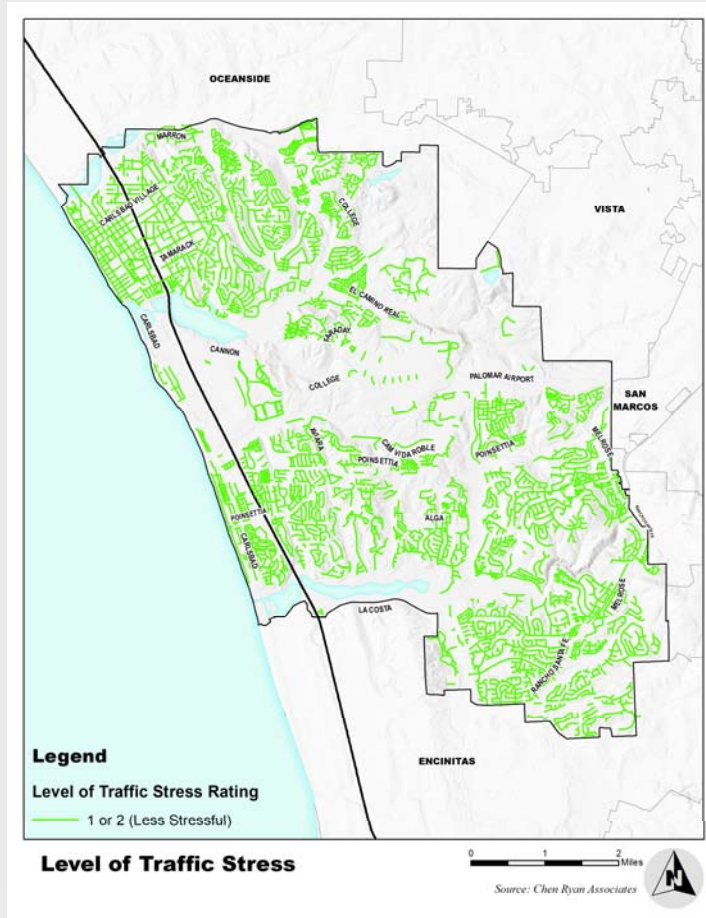 OCEANSIDE
MARRON
VISTA
CARLSBAD VILLAGE
COLLEGE
TAMARACK
EL CAMINO REAL
CARLSBAD
FARADAY
CANNON
COLLEGE
PALOMAR AIRPORT
SAN
MARCOS
AVIARA
CAM VIDA ROBLE
POINSETTIA
POINSETTIA
MELROSE
POINSETTIA
ALGA
CARLSBAD
LA COSTA
MELROSE
RANCHO SANTA FE
ENCINITAS
Legend
Level of Traffic Stress Rating
1 or 2 (Less Stressful)
Level of Traffic Stress
0 1 2
Miles
Source: Chen Ryan Associates
N